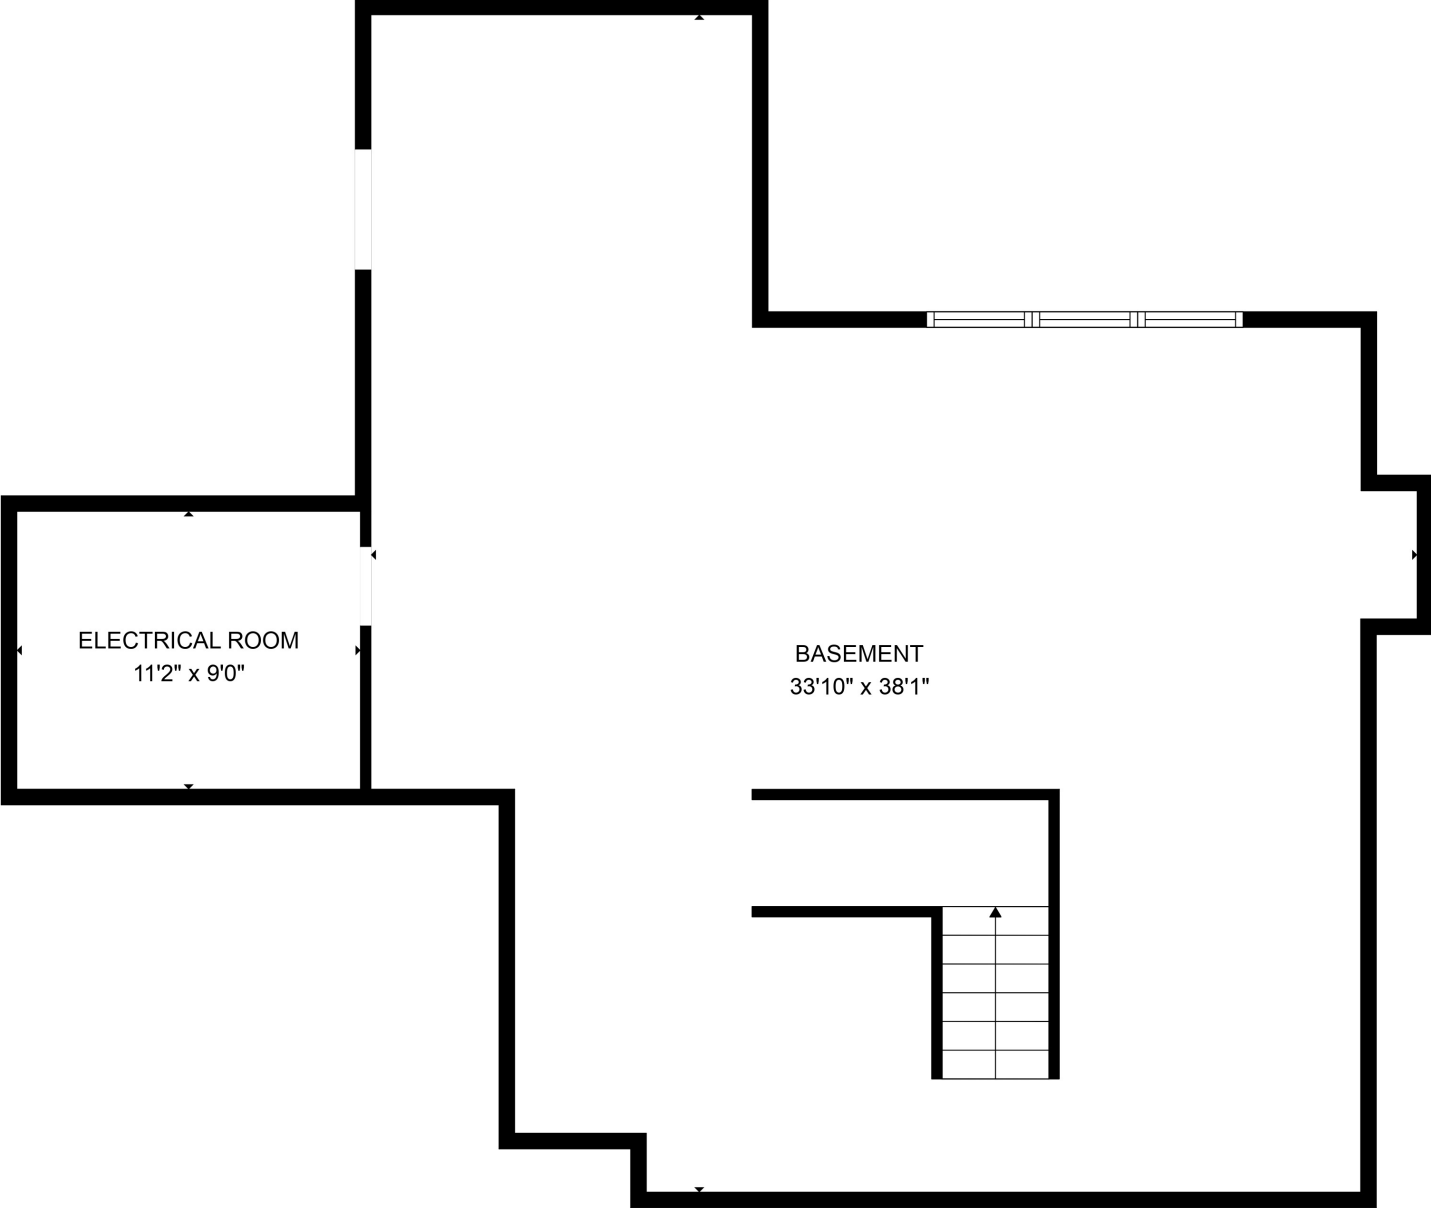 ELECTRICAL ROOM
11'2" x 9'0"
BASEMENT
33'10" x 38'1"